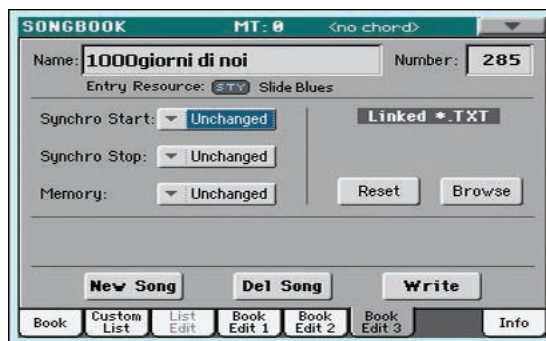 SONGBOOK MT: 0 <no chord>
Name: 1000giorni di noi Number: 285
Entry Resource: STY Slide Blues
Synchro Start: Unchanged Linked *.TXT
Synchro Stop: Unchanged
Memory: Unchanged Reset Browse
New Song Del Song Write
Book Custom List List Edit Book Edit 1 Book Edit 2 Book Edit 3 Info